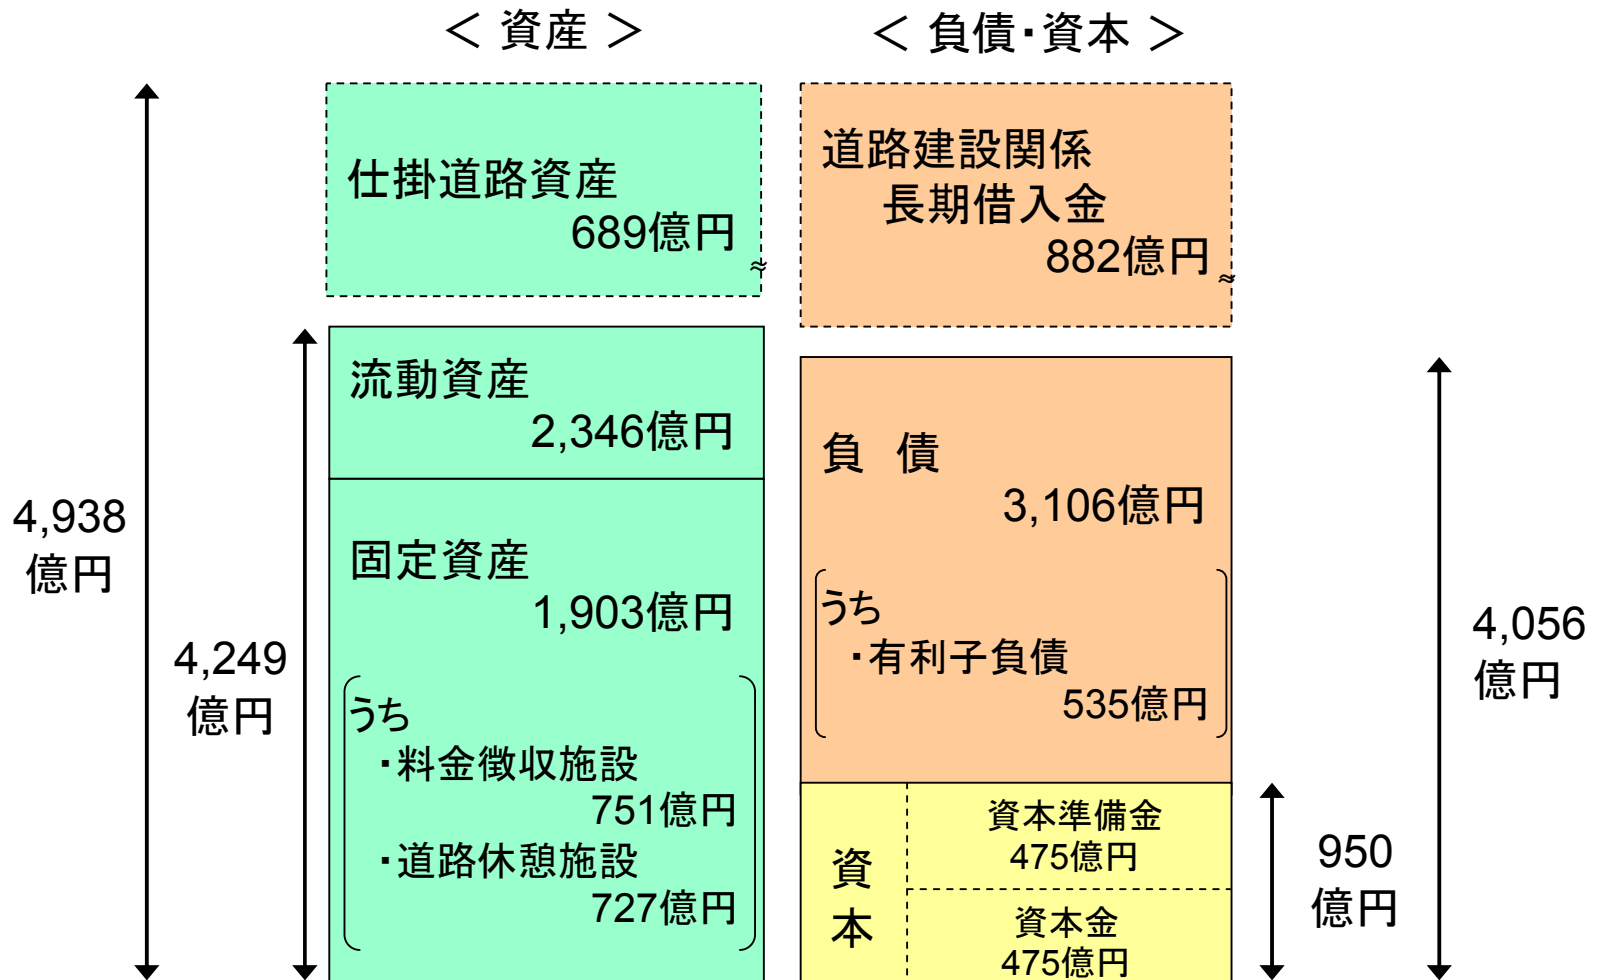 ＜ 資産 ＞
＜ 負債・資本 ＞
4,938
億円
4,249
億円
仕掛道路資産
689億円
≈
流動資産
2,346億円
固定資産
1,903億円
うち
・料金徴収施設
751億円
・道路休憩施設
727億円
道路建設関係
長期借入金
882億円
≈
負 債
3,106億円
うち
・有利子負債
535億円
資
本
資本準備金
475億円
資本金
475億円
950
億円
4,056
億円